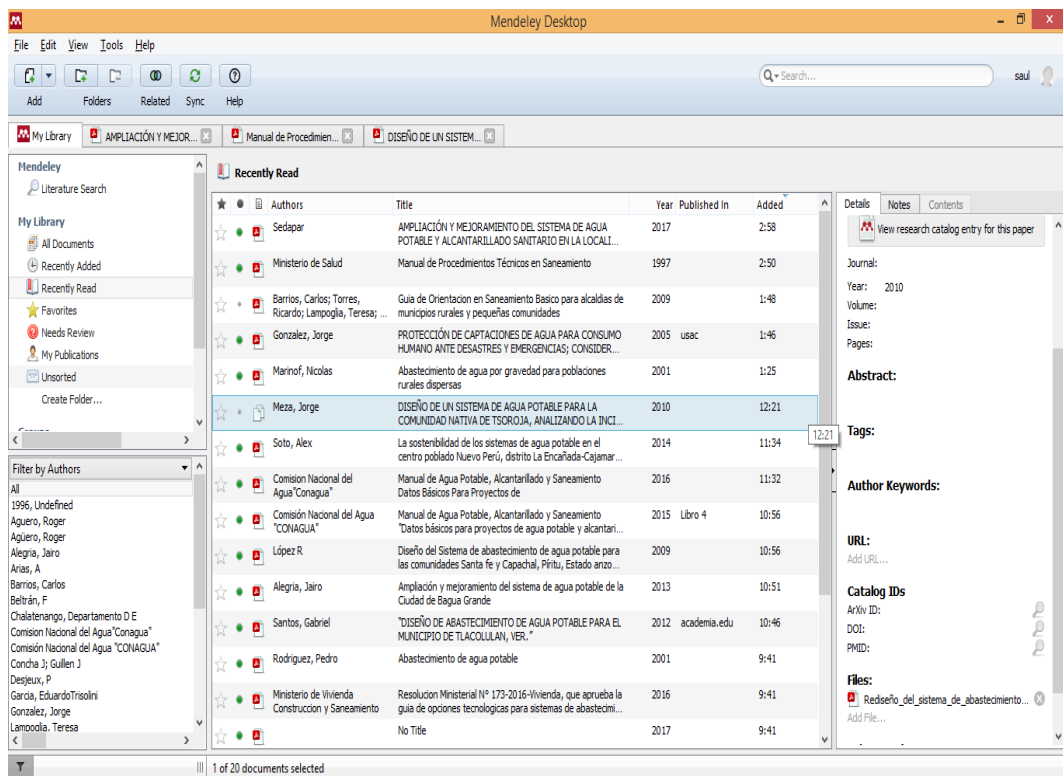 Mendeley Desktop
File Edit View Tools Help
Search...
saul
Add Folders Related Sync Help
My Library
AMPLIACIÓN Y MEJOR...
Manual de Procedimien...
DISEÑO DE UN SISTEM...
Mendeley
Literature Search
My Library
All Documents
Recently Added
Recently Read
Favorites
Needs Review
My Publications
Unsorted
Create Folder...
Filter by Authors
All
1996, Undefined
Aguero, Roger
Agüero, Roger
Alegria, Jairo
Arias, A
Barrios, Carlos
Beltrán, F
Chalatenango, Departamento D E
Comision Nacional del Agua"Conagua"
Comisión Nacional del Agua "CONAGUA"
Concha J; Guillen J
Desjeux, P
Garcia, EduardoTrisolini
Gonzalez, Jorge
Lampoglia, Teresa
Recently Read
Authors Title Year Published In Added
Sedapar AMPLIACIÓN Y MEJORAMIENTO DEL SISTEMA DE AGUA 2017 2:58
POTABLE Y ALCANTARILLADO SANITARIO EN LA LOCALI...
Ministerio de Salud Manual de Procedimientos Técnicos en Saneamiento 1997 2:50
Barrios, Carlos; Torres, Guia de Orientacion en Saneamiento Basico para alcaldias de 2009 1:48
Ricardo; Lampoglia, Teresa; ... municipios rurales y pequeñas comunidades
Gonzalez, Jorge PROTECCIÓN DE CAPTACIONES DE AGUA PARA CONSUMO 2005 usac 1:46
HUMANO ANTE DESASTRES Y EMERGENCIAS; CONSIDER...
Marinof, Nicolas Abastecimiento de agua por gravedad para poblaciones 2001 1:25
rurales dispersas
Meza, Jorge DISEÑO DE UN SISTEMA DE AGUA POTABLE PARA LA 2010 12:21
COMUNIDAD NATIVA DE TSOROJA, ANALIZANDO LA INCI...
12:21
Soto, Alex La sostenibilidad de los sistemas de agua potable en el 2014 11:34
centro poblado Nuevo Perú, distrito La Encañada-Cajamar...
Comision Nacional del Manual de Agua Potable, Alcantarillado y Saneamiento 2016 11:32
Agua"Conagua" Datos Básicos Para Proyectos de
Comisión Nacional del Agua Manual de Agua Potable, Alcantarillado y Saneamiento 2015 Libro 4 10:56
"CONAGUA" "Datos básicos para proyectos de agua potable y alcantari...
López R Diseño del Sistema de abastecimiento de agua potable para 2009 10:56
las comunidades Santa fe y Capachal, Píritu, Estado anzo...
Alegria, Jairo Ampliación y mejoramiento del sistema de agua potable de la 2013 10:51
Ciudad de Bagua Grande
Santos, Gabriel "DISEÑO DE ABASTECIMIENTO DE AGUA POTABLE PARA EL 2012 academia.edu 10:46
MUNICIPIO DE TLACOLULAN, VER."
Rodriguez, Pedro Abastecimiento de agua potable 2001 9:41
Ministerio de Vivienda Resolucion Ministerial Nº 173-2016-Vivienda, que aprueba la 2016 9:41
Construccion y Saneamiento guia de opciones tecnologicas para sistemas de abastecimi...
No Title 2017 9:41
Details Notes Contents
View research catalog entry for this paper
Journal:
Year: 2010
Volume:
Issue:
Pages:
Abstract:
Tags:
Author Keywords:
URL:
Add URL...
Catalog IDs
ArXiv ID:
DOI:
PMID:
Files:
Rediseño_del_sistema_de_abastecimiento...
Add File...
1 of 20 documents selected